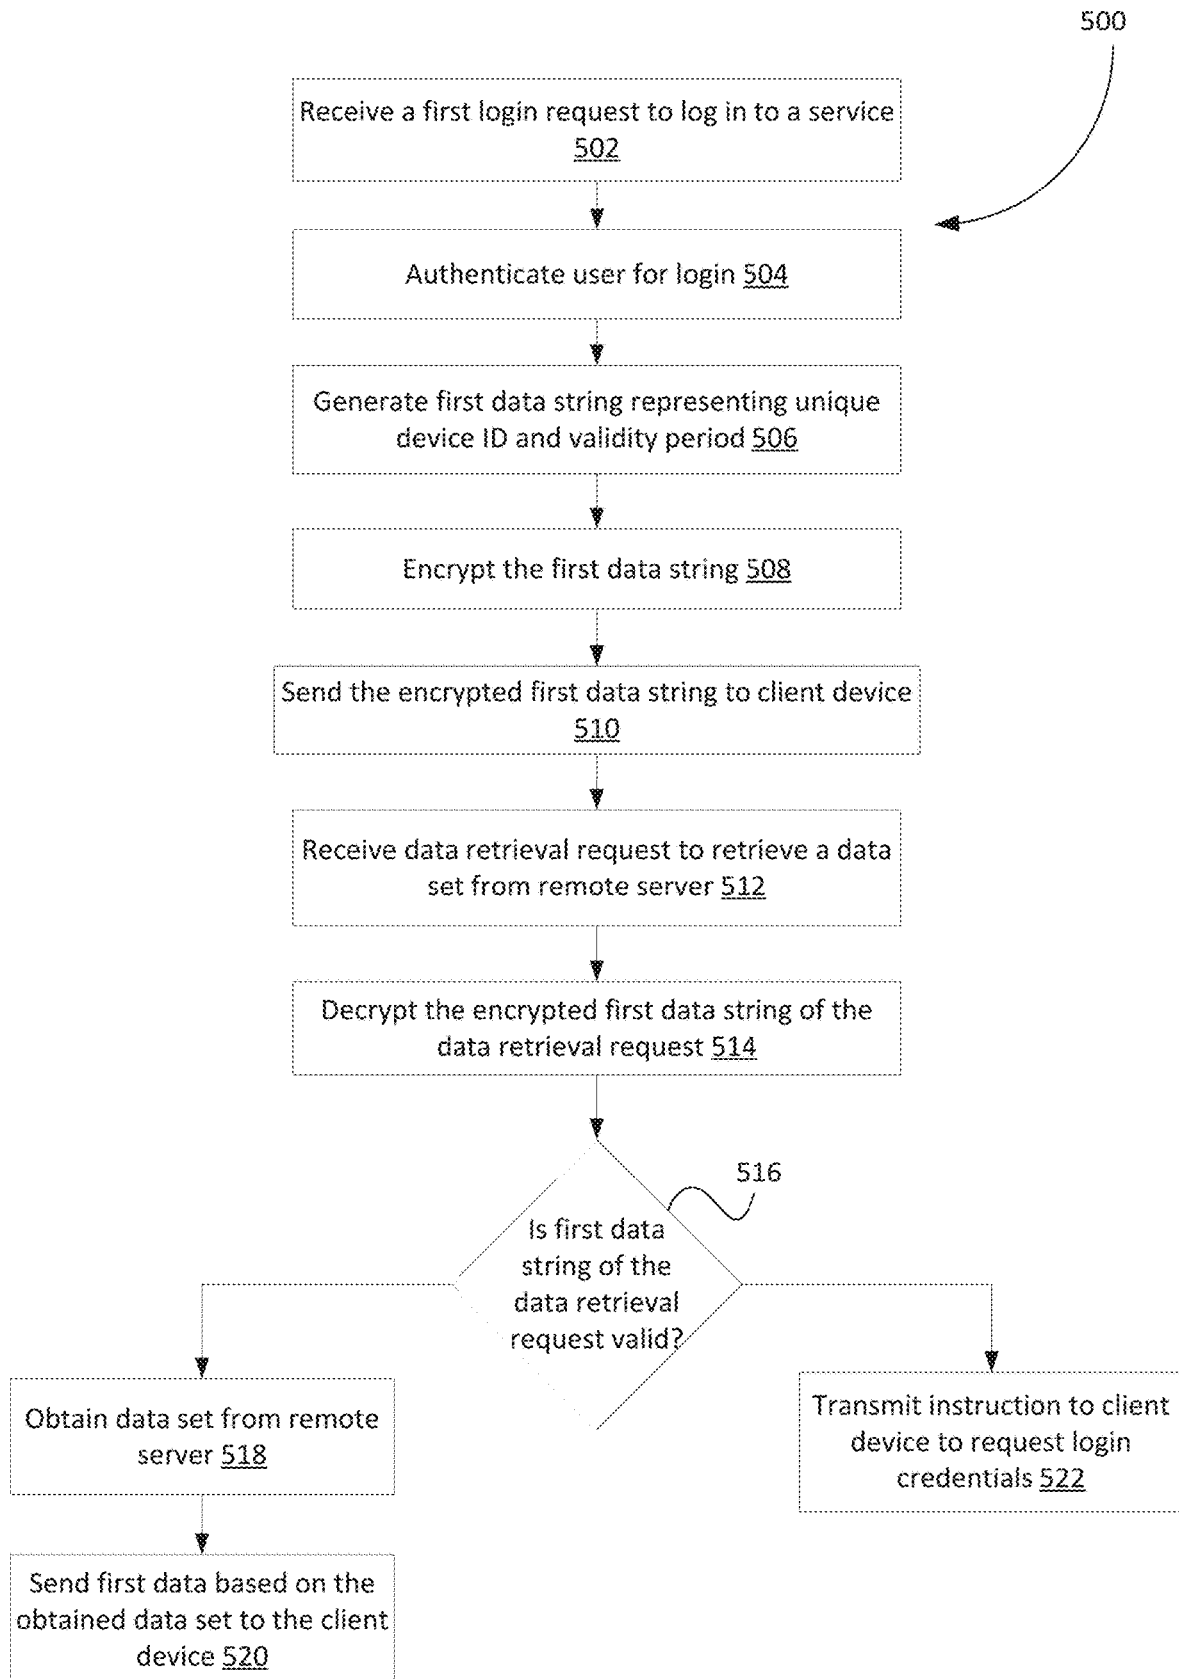 500
Receive a first login request to log in to a service
502
Authenticate user for login 504
Generate first data string representing unique
device ID and validity period 506
Encrypt the first data string 508
Send the encrypted first data string to client device
510
Receive data retrieval request to retrieve a data
set from remote server 512
Decrypt the encrypted first data string of the
data retrieval request 514
516
Is first data
string of the
data retrieval
request valid?
Obtain data set from remote
server 518
Transmit instruction to client
device to request login
credentials 522
Send first data based on the
obtained data set to the client
device 520